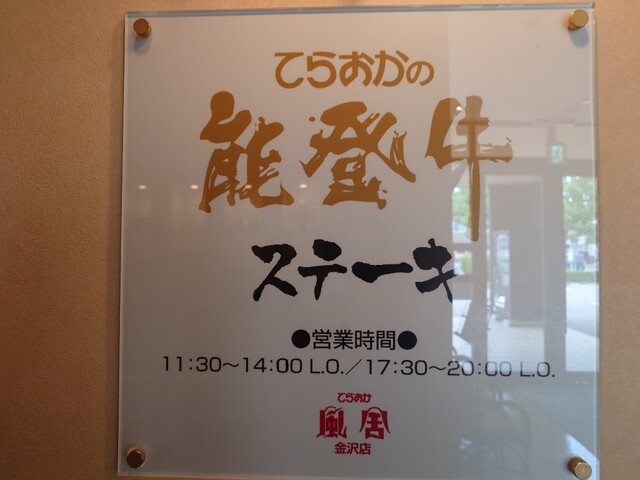 てらおかの
能登牛
ステーキ
●営業時間●
11:30～14:00 L.O.／17:30～20:00 L.O.
てらおか
風舎
金沢店